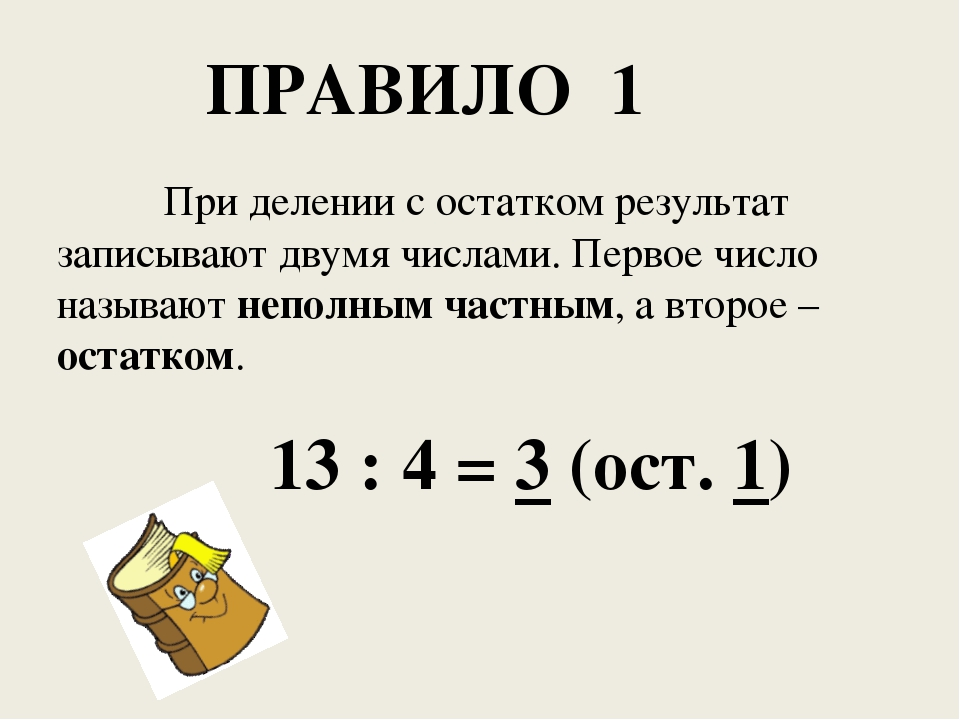 ПРАВИЛО 1
При делении с остатком результат
записывают двумя числами. Первое число
называют неполным частным, а второе –
остатком.
13 : 4 = 3 (ост. 1)